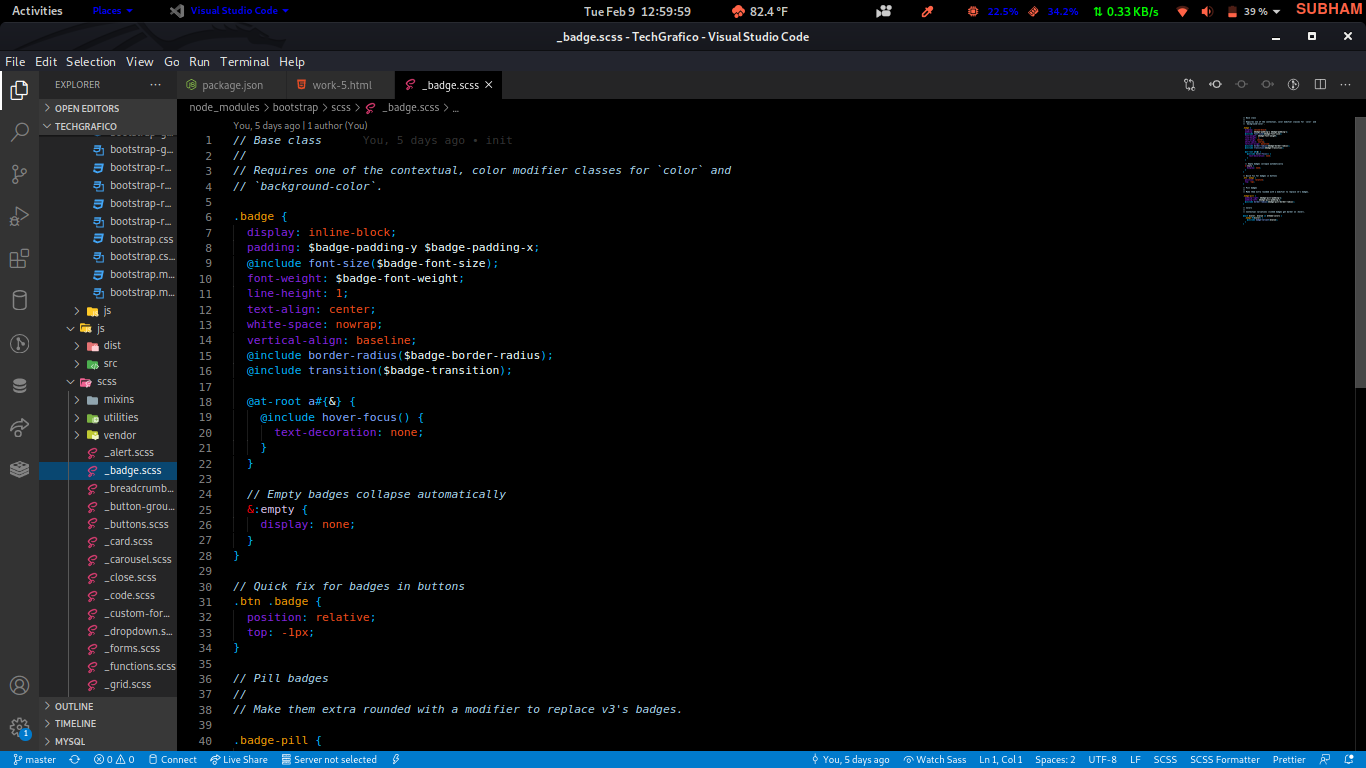 Activities Places Visual Studio Code Tue Feb 9 12:59:59 82.4 °F 22.5% 34.2% 0.33 KB/s 39 % SUBHAM
_badge.scss - TechGrafico - Visual Studio Code
File Edit Selection View Go Run Terminal Help
EXPLORER ... package.json work-5.html _badge.scss
OPEN EDITORS
TECHGRAFICO
bootstrap-g...
bootstrap-g...
bootstrap-r...
bootstrap-r...
bootstrap-r...
bootstrap-r...
bootstrap.css
bootstrap.cs...
bootstrap.m...
bootstrap.m...
js
js
dist
src
scss
mixins
utilities
vendor
_alert.scss
_badge.scss
_breadcrumb...
_button-grou...
_buttons.scss
_card.scss
_carousel.scss
_close.scss
_code.scss
_custom-for...
_dropdown.s...
_forms.scss
_functions.scss
_grid.scss
OUTLINE
TIMELINE
MYSQL
node_modules > bootstrap > scss > _badge.scss > ...
You, 5 days ago | 1 author (You)
1 // Base class You, 5 days ago • init
2 //
3 // Requires one of the contextual, color modifier classes for `color` and
4 // `background-color`.
5
6 .badge {
7 display: inline-block;
8 padding: $badge-padding-y $badge-padding-x;
9 @include font-size($badge-font-size);
10 font-weight: $badge-font-weight;
11 line-height: 1;
12 text-align: center;
13 white-space: nowrap;
14 vertical-align: baseline;
15 @include border-radius($badge-border-radius);
16 @include transition($badge-transition);
17
18 @at-root a#{&} {
19 @include hover-focus() {
20 text-decoration: none;
21 }
22 }
23
24 // Empty badges collapse automatically
25 &:empty {
26 display: none;
27 }
28 }
29
30 // Quick fix for badges in buttons
31 .btn .badge {
32 position: relative;
33 top: -1px;
34 }
35
36 // Pill badges
37 //
38 // Make them extra rounded with a modifier to replace v3's badges.
39
40 .badge-pill {
1
master 0 0 Connect Live Share Server not selected You, 5 days ago Watch Sass Ln 1, Col 1 Spaces: 2 UTF-8 LF SCSS SCSS Formatter Prettier